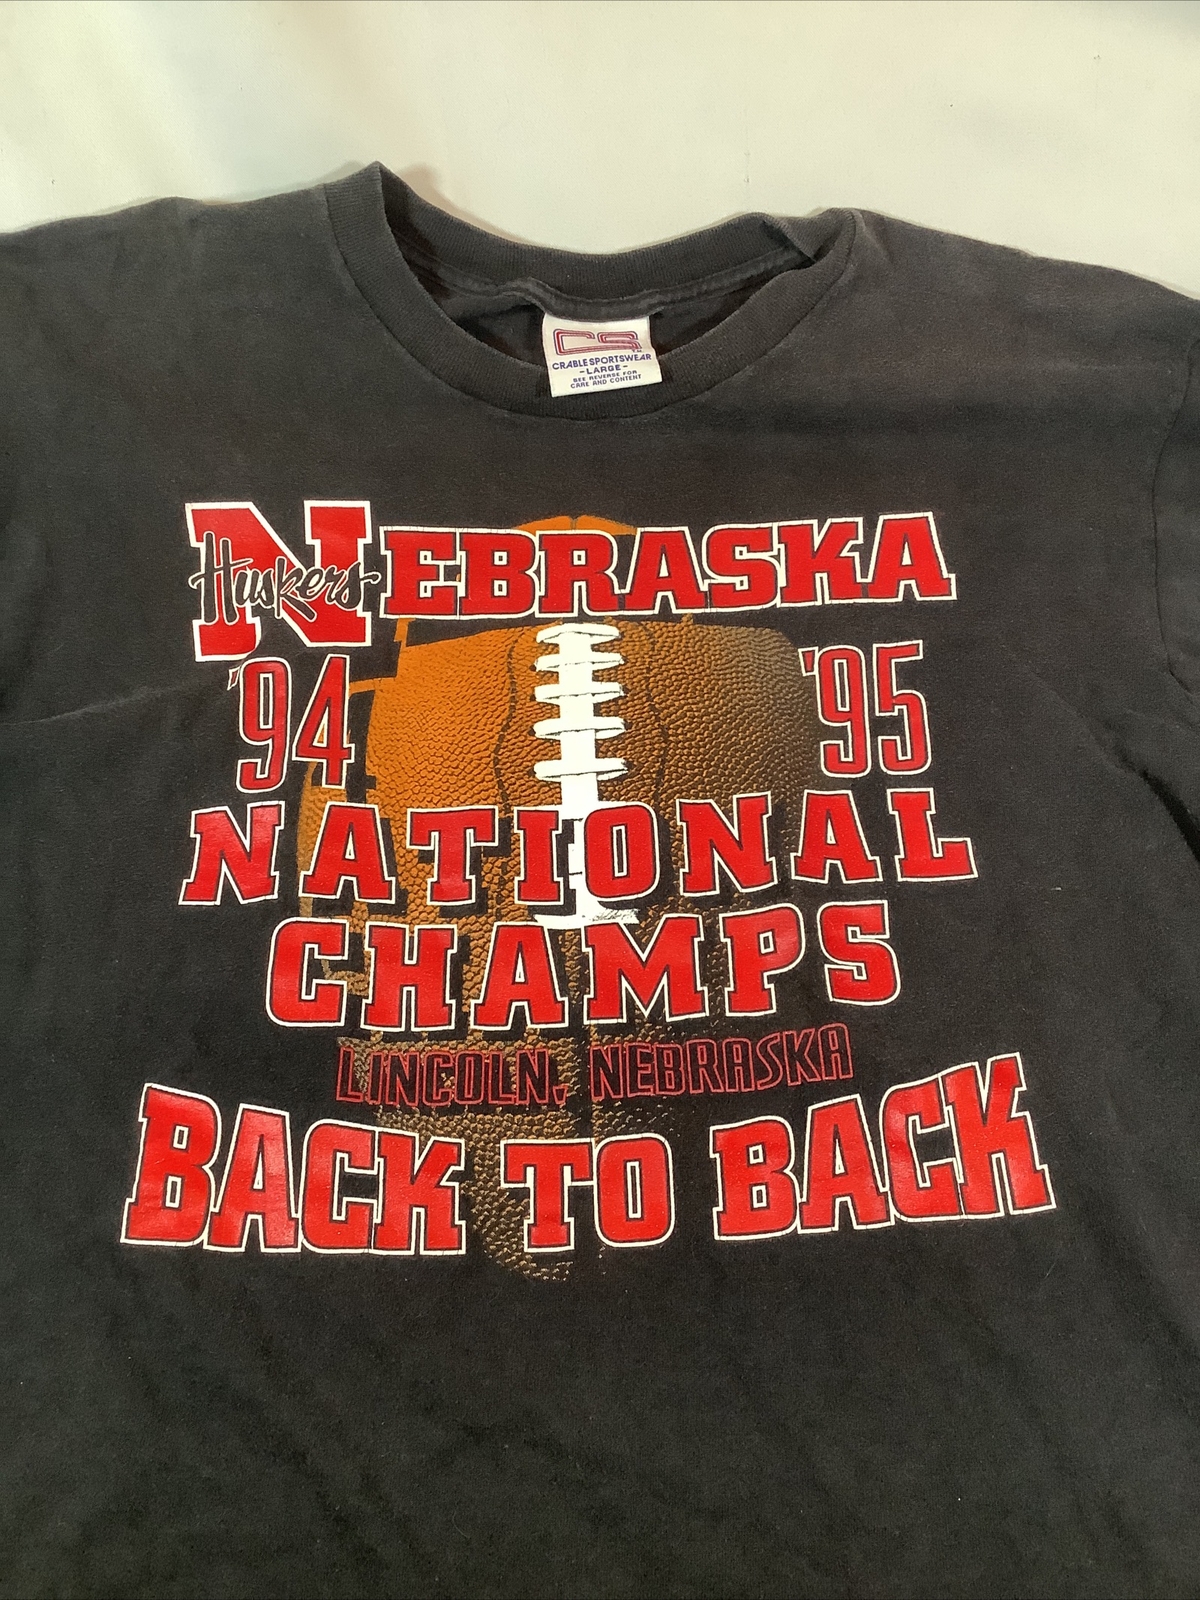 CS TM
CRABLE SPORTSWEAR
-LARGE-
SEE REVERSE FOR
CARE AND CONTENT
NEBRASKA
Huskers
'94 '95
NATIONAL
CHAMPS
LINCOLN, NEBRASKA
BACK TO BACK